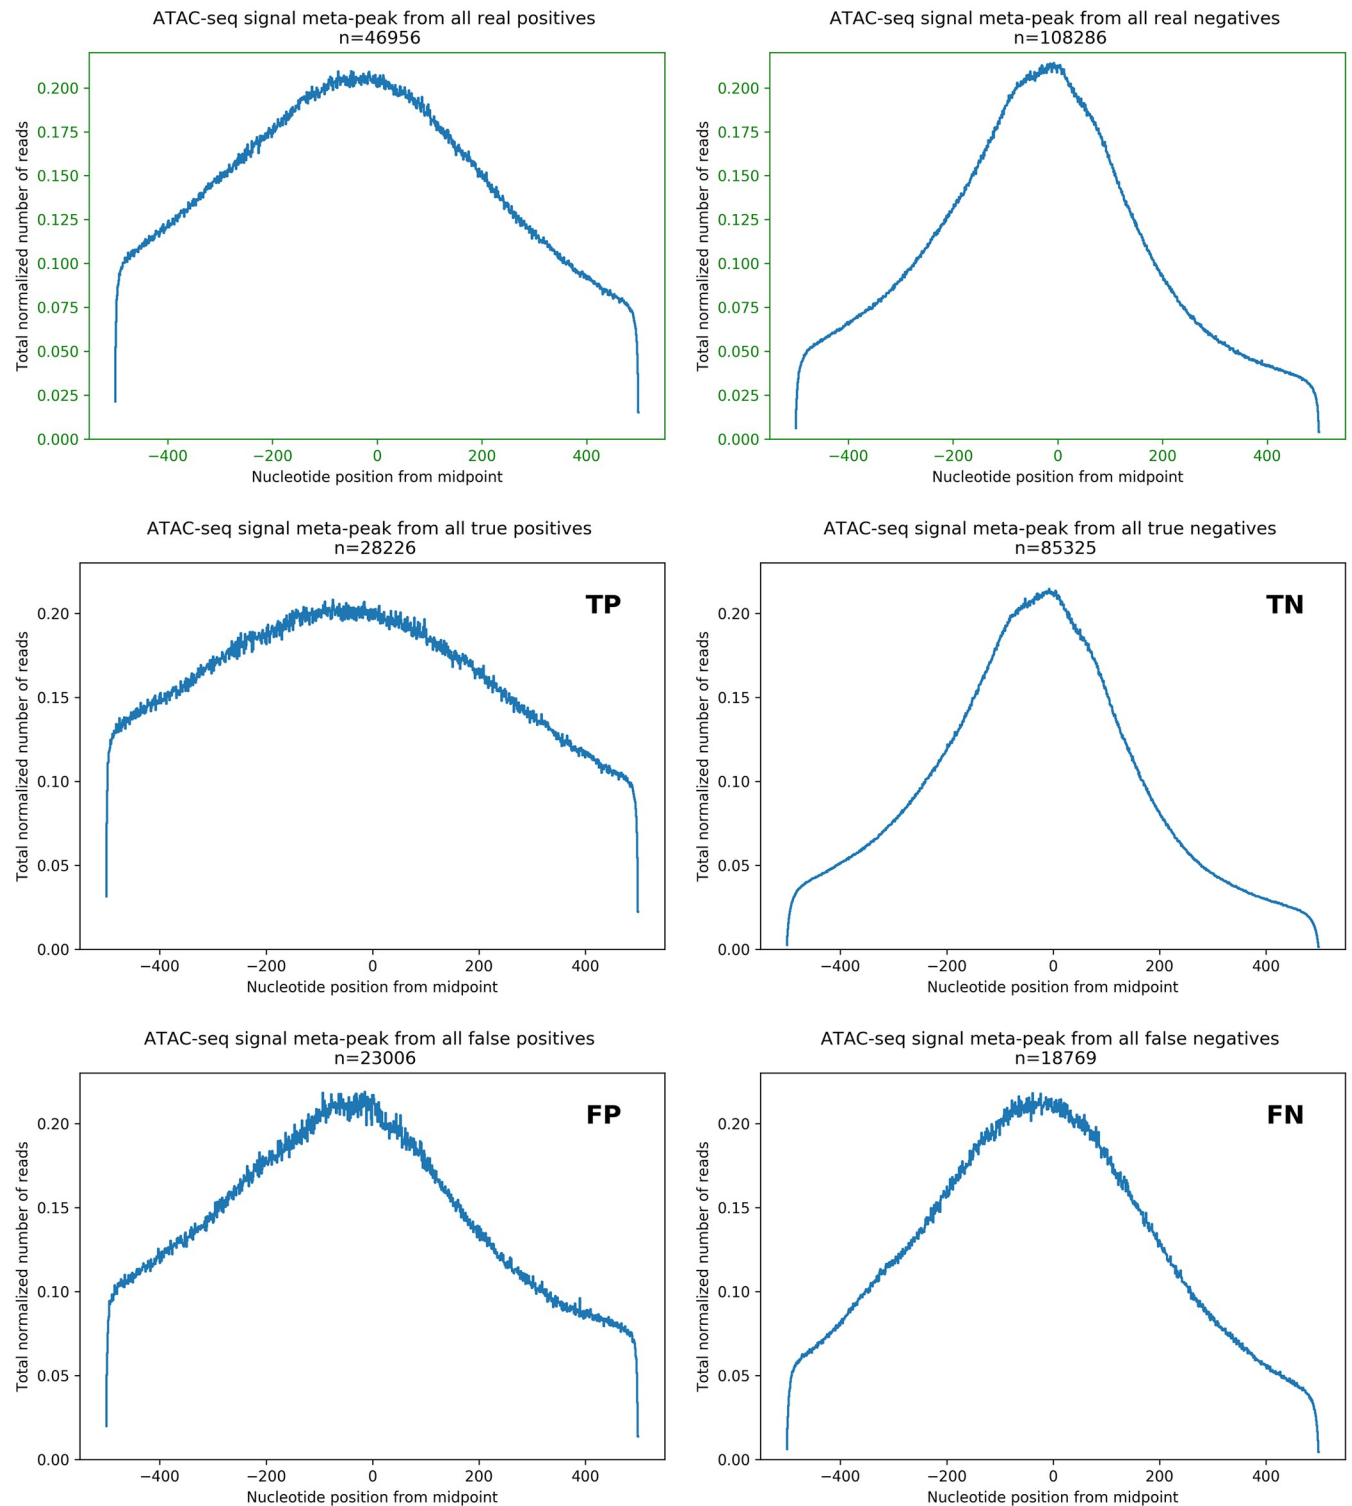 ATAC-seq signal meta-peak from all real positives
n=46956
0.200
0.175
0.150
0.125
0.100
0.075
0.050
0.025
0.000
Total normalized number of reads
−400 −200 0 200 400
Nucleotide position from midpoint
ATAC-seq signal meta-peak from all real negatives
n=108286
0.200
0.175
0.150
0.125
0.100
0.075
0.050
0.025
0.000
Total normalized number of reads
−400 −200 0 200 400
Nucleotide position from midpoint
ATAC-seq signal meta-peak from all true positives
n=28226
TP
0.20
0.15
0.10
0.05
0.00
Total normalized number of reads
−400 −200 0 200 400
Nucleotide position from midpoint
ATAC-seq signal meta-peak from all true negatives
n=85325
TN
0.20
0.15
0.10
0.05
0.00
Total normalized number of reads
−400 −200 0 200 400
Nucleotide position from midpoint
ATAC-seq signal meta-peak from all false positives
n=23006
FP
0.20
0.15
0.10
0.05
0.00
Total normalized number of reads
−400 −200 0 200 400
Nucleotide position from midpoint
ATAC-seq signal meta-peak from all false negatives
n=18769
FN
0.20
0.15
0.10
0.05
0.00
Total normalized number of reads
−400 −200 0 200 400
Nucleotide position from midpoint